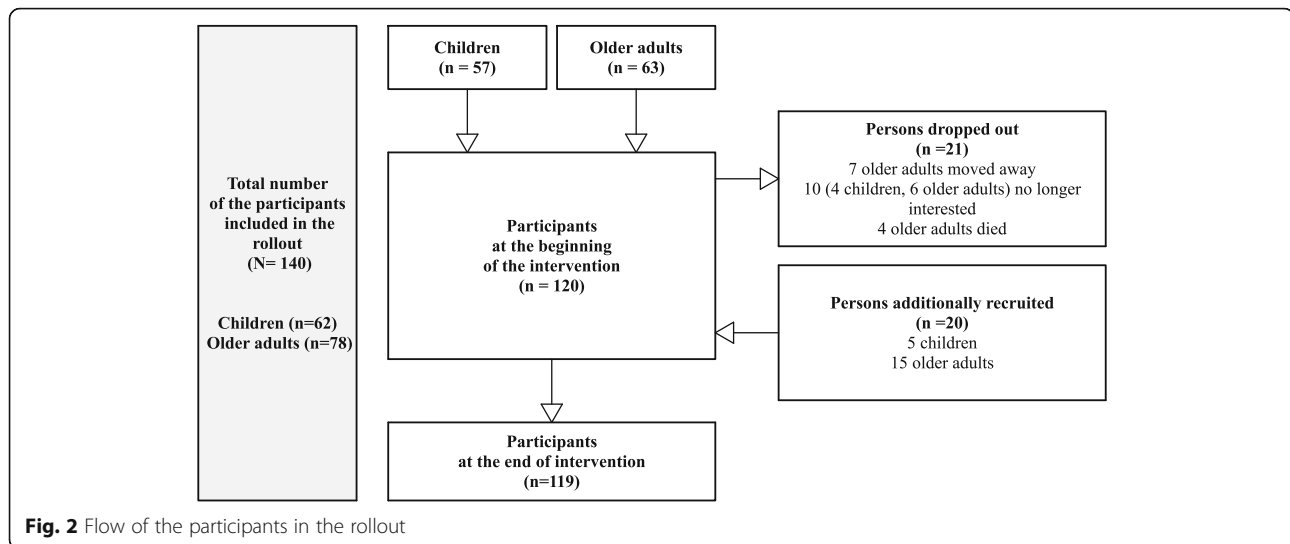 Total number
of the participants
included in the
rollout
(N= 140)
Children (n=62)
Older adults (n=78)
Children
(n = 57)
Older adults
(n = 63)
Participants
at the beginning
of the intervention
(n = 120)
Persons dropped out
(n =21)
7 older adults moved away
10 (4 children, 6 older adults) no longer
interested
4 older adults died
Persons additionally recruited
(n =20)
5 children
15 older adults
Participants
at the end of intervention
(n=119)
Fig. 2 Flow of the participants in the rollout